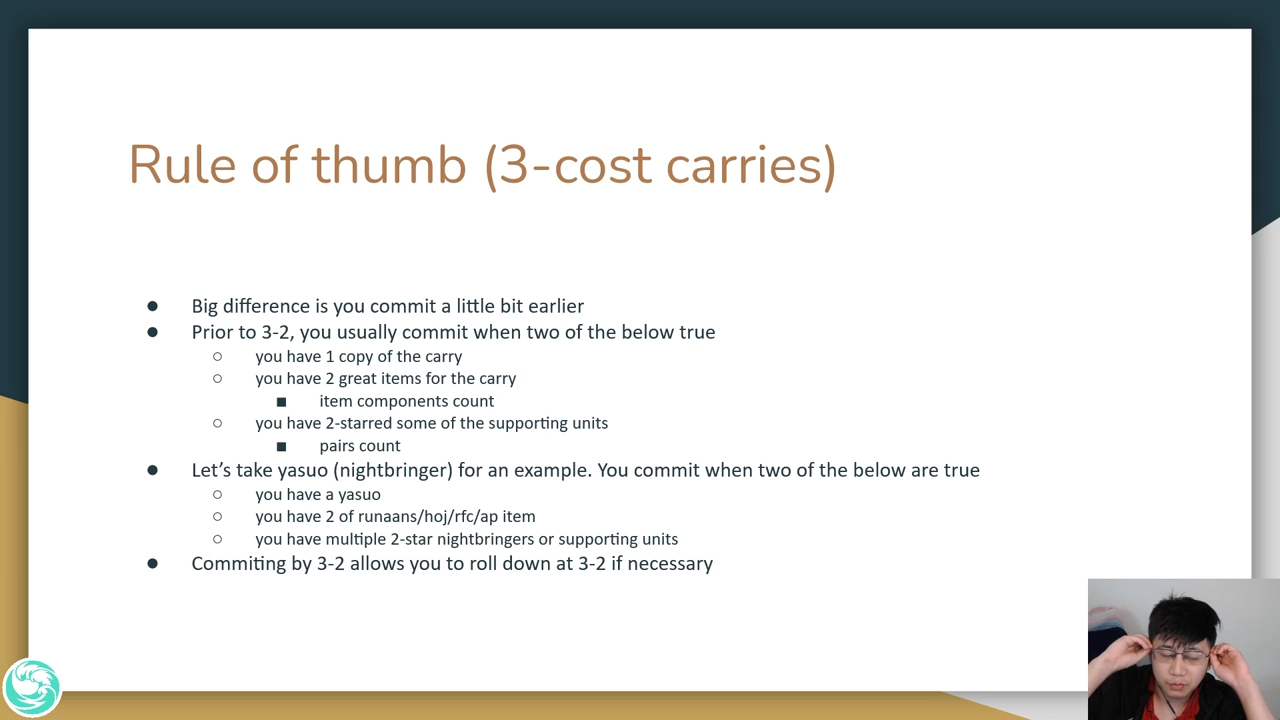 Rule of thumb (3-cost carries)
● Big difference is you commit a little bit earlier
● Prior to 3-2, you usually commit when two of the below true
○ you have 1 copy of the carry
○ you have 2 great items for the carry
■ item components count
○ you have 2-starred some of the supporting units
■ pairs count
● Let’s take yasuo (nightbringer) for an example. You commit when two of the below are true
○ you have a yasuo
○ you have 2 of runaans/hoj/rfc/ap item
○ you have multiple 2-star nightbringers or supporting units
● Commiting by 3-2 allows you to roll down at 3-2 if necessary